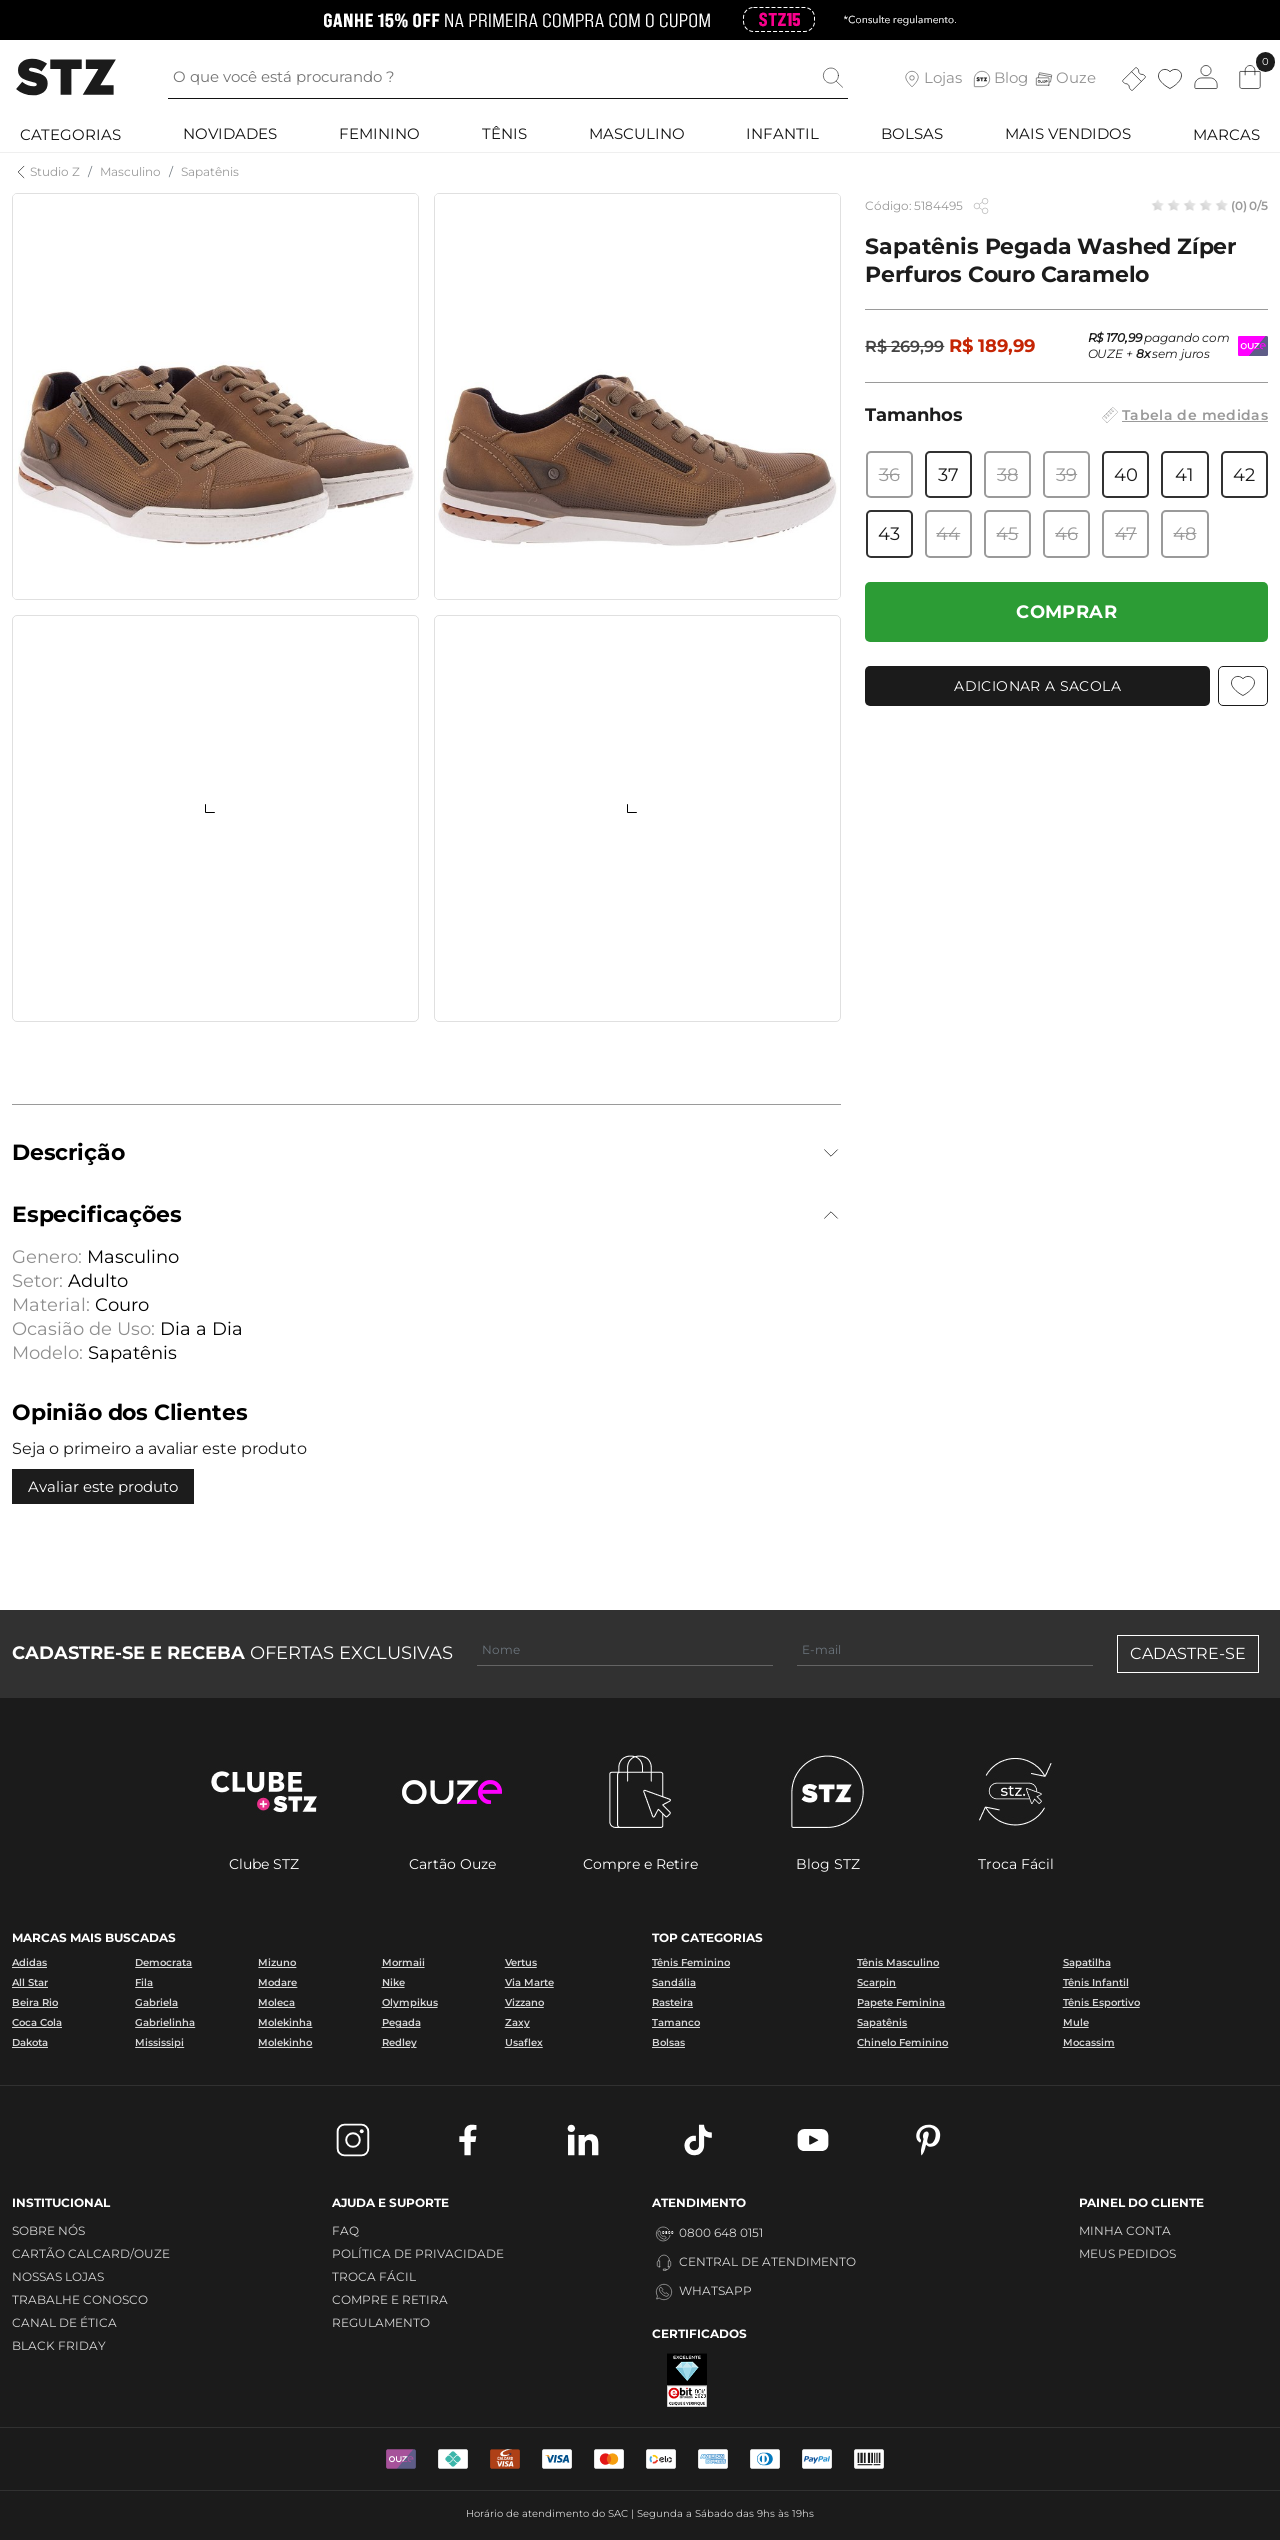 GANHE 15% OFF NA PRIMEIRA COMPRA COM O CUPOM STZ15 *Consulte regulamento.
STZ
O que você está procurando ?
Lojas
STZ Blog
Ouze
0
CATEGORIAS NOVIDADES FEMININO TÊNIS MASCULINO INFANTIL BOLSAS MAIS VENDIDOS MARCAS
Studio Z / Masculino / Sapatênis
Código: 5184495
(0) 0/5
Sapatênis Pegada Washed Zíper
Perfuros Couro Caramelo
R$ 269,99 R$ 189,99
R$ 170,99 pagando com
OUZE + 8x sem juros
OUZE
Tamanhos
Tabela de medidas
36 37 38 39 40 41 42
43 44 45 46 47 48
COMPRAR
ADICIONAR A SACOLA
Descrição
Especificações
Genero: Masculino
Setor: Adulto
Material: Couro
Ocasião de Uso: Dia a Dia
Modelo: Sapatênis
Opinião dos Clientes
Seja o primeiro a avaliar este produto
Avaliar este produto
CADASTRE-SE E RECEBA OFERTAS EXCLUSIVAS
Nome
E-mail
CADASTRE-SE
CLUBE
+STZ
ouze
STZ
stz.
Clube STZ
Cartão Ouze
Compre e Retire
Blog STZ
Troca Fácil
MARCAS MAIS BUSCADAS
Adidas Democrata Mizuno Mormaii Vertus
All Star Fila Modare Nike Via Marte
Beira Rio Gabriela Moleca Olympikus Vizzano
Coca Cola Gabrielinha Molekinha Pegada Zaxy
Dakota Mississipi Molekinho Redley Usaflex
TOP CATEGORIAS
Tênis Feminino Tênis Masculino Sapatilha
Sandália Scarpin Tênis Infantil
Rasteira Papete Feminina Tênis Esportivo
Tamanco Sapatênis Mule
Bolsas Chinelo Feminino Mocassim
INSTITUCIONAL
SOBRE NÓS
CARTÃO CALCARD/OUZE
NOSSAS LOJAS
TRABALHE CONOSCO
CANAL DE ÉTICA
BLACK FRIDAY
AJUDA E SUPORTE
FAQ
POLÍTICA DE PRIVACIDADE
TROCA FÁCIL
COMPRE E RETIRA
REGULAMENTO
ATENDIMENTO
0800 648 0151
CENTRAL DE ATENDIMENTO
WHATSAPP
CERTIFICADOS
EXCELENTE
ebit
CLIQUE E VERIFIQUE
PAINEL DO CLIENTE
MINHA CONTA
MEUS PEDIDOS
VISA
VISA
elo
PayPal
Horário de atendimento do SAC | Segunda a Sábado das 9hs às 19hs